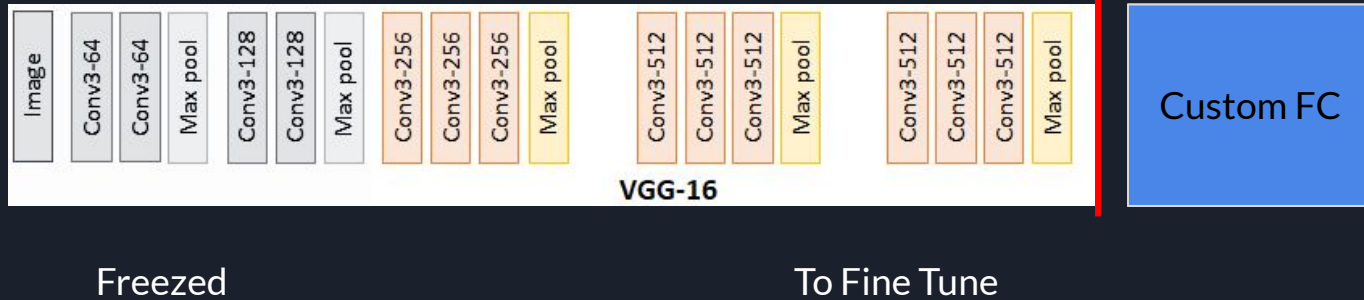 Image
Conv3-64
Conv3-64
Max pool
Conv3-128
Conv3-128
Max pool
Conv3-256
Conv3-256
Conv3-256
Max pool
Conv3-512
Conv3-512
Conv3-512
Max pool
Conv3-512
Conv3-512
Conv3-512
Max pool
Custom FC
VGG-16
Freezed
To Fine Tune